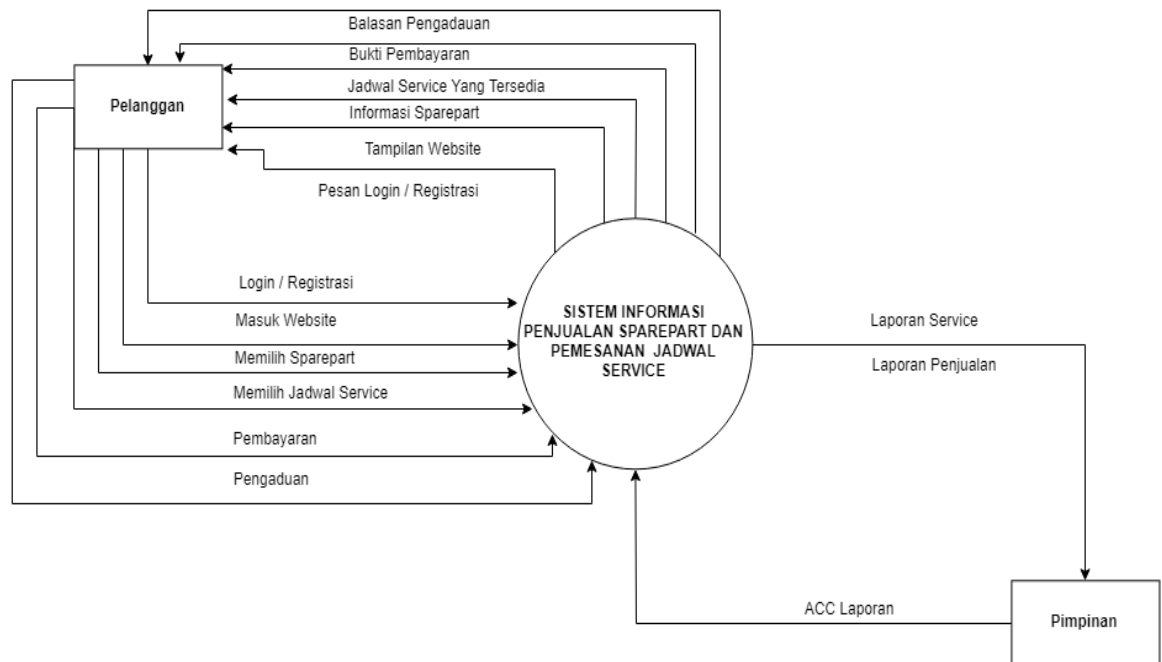 Balasan Pengadauan
Bukti Pembayaran
Jadwal Service Yang Tersedia
Informasi Sparepart
Tampilan Website
Pesan Login / Registrasi
Pelanggan
Login / Registrasi
Masuk Website
Memilih Sparepart
Memilih Jadwal Service
Pembayaran
Pengaduan
SISTEM INFORMASI
PENJUALAN SPAREPART DAN
PEMESANAN JADWAL
SERVICE
Laporan Service
Laporan Penjualan
ACC Laporan
Pimpinan